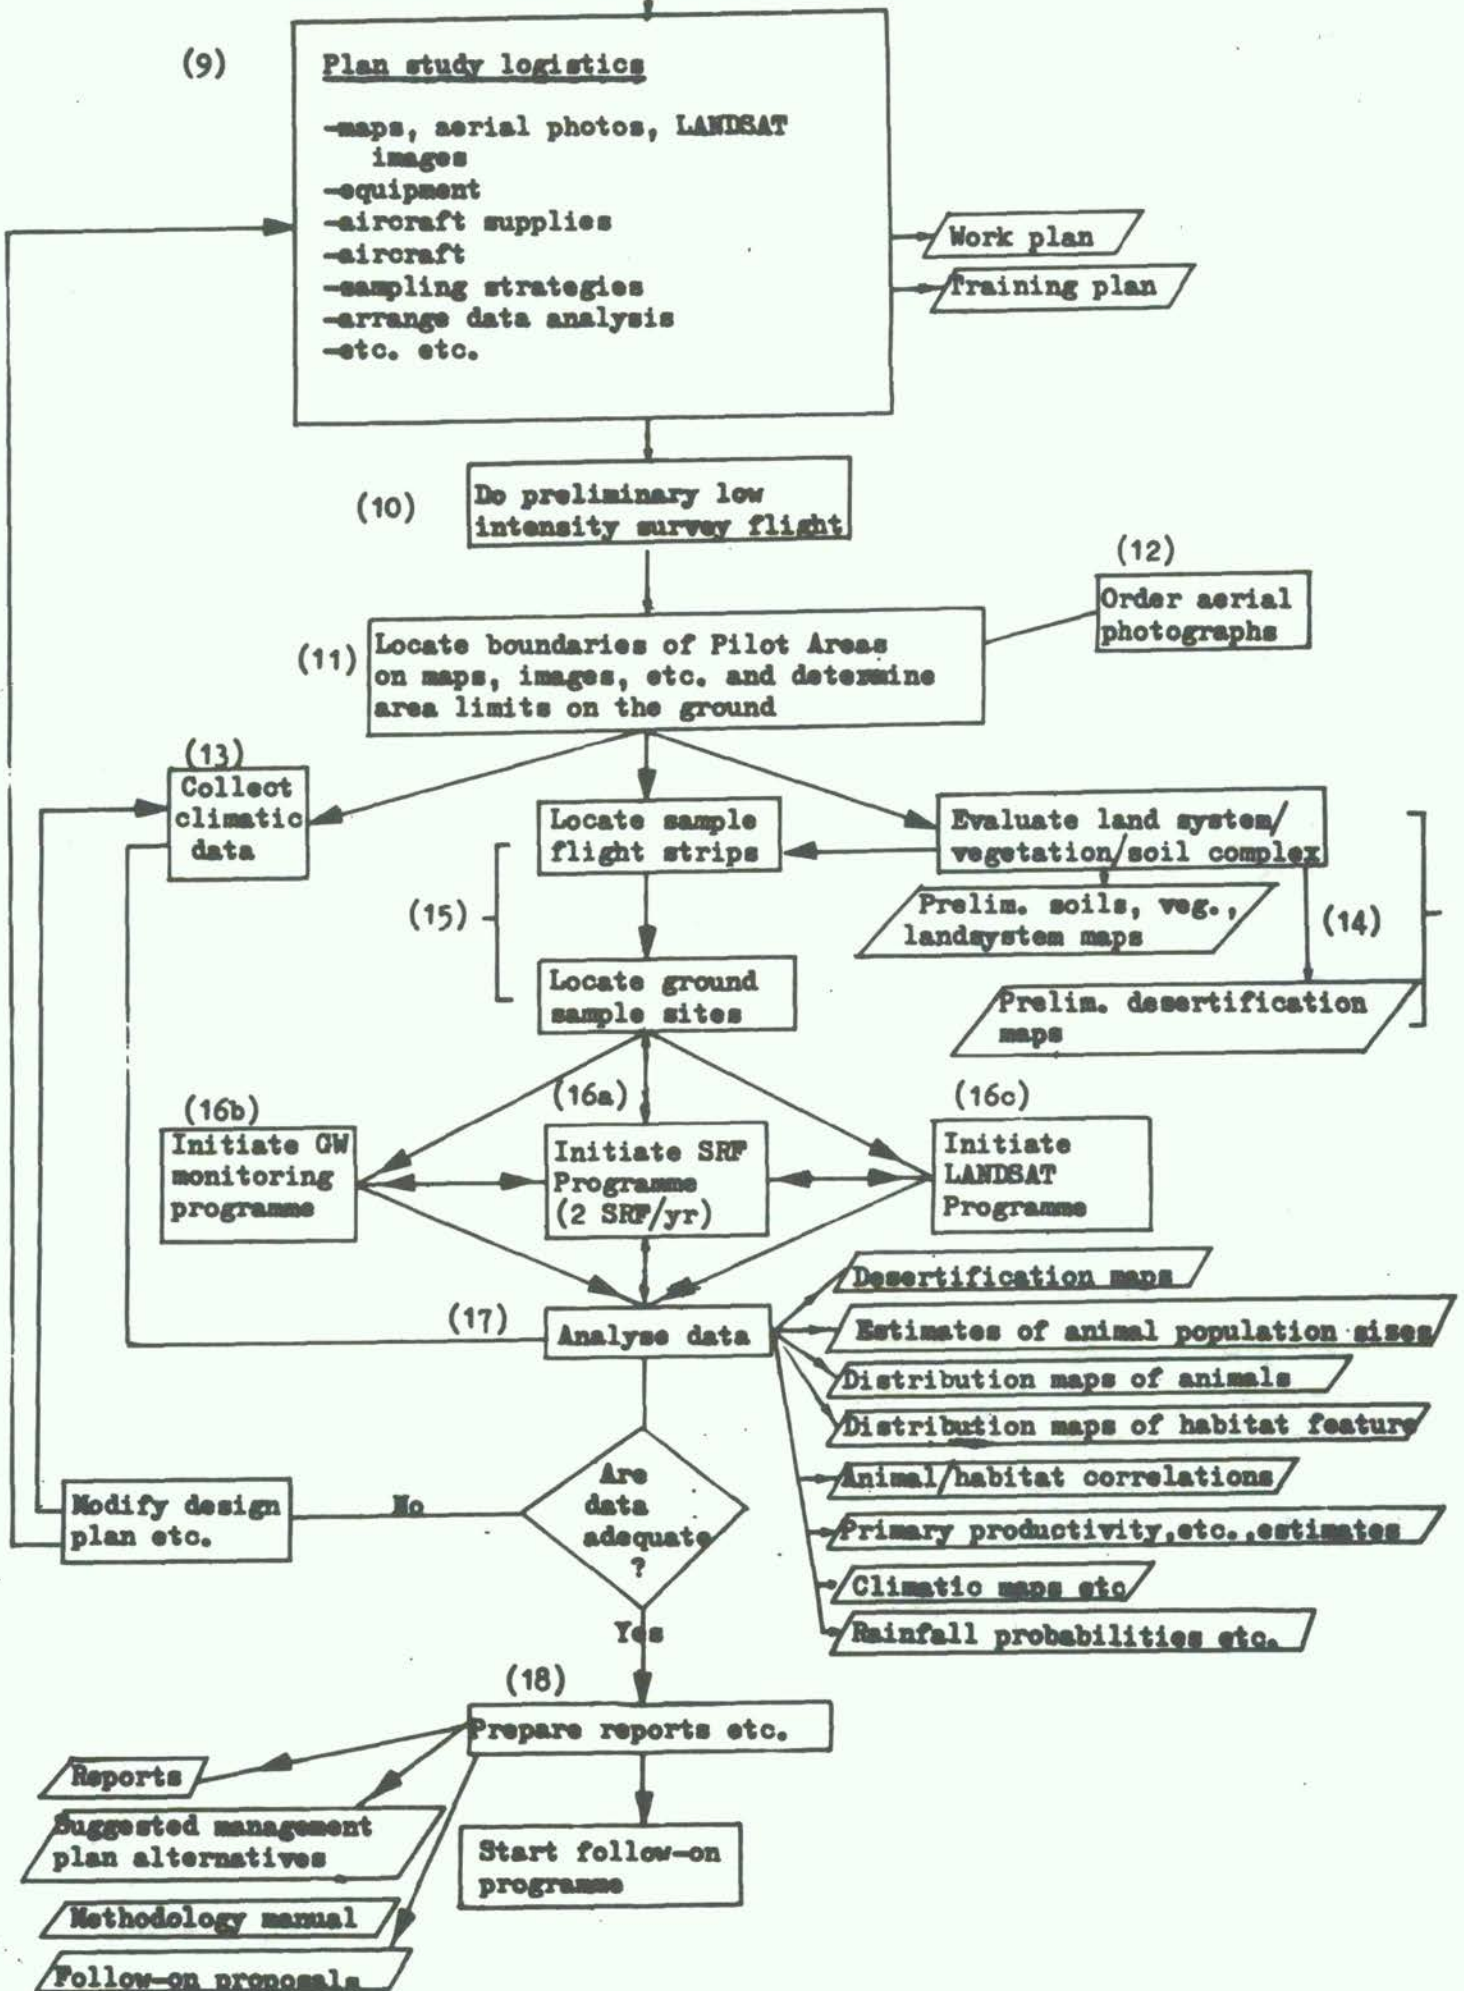 (9)
Plan study logistics
-maps, aerial photos, LANDSAT
images
-equipment
-aircraft supplies
-aircraft
-sampling strategies
-arrange data analysis
-etc. etc.
Work plan
Training plan
(10)
Do preliminary low
intensity survey flight
(12)
Order aerial
photographs
(11)
Locate boundaries of Pilot Areas
on maps, images, etc. and determine
area limits on the ground
(13)
Collect
climatic
data
Locate sample
flight strips
Evaluate land system/
vegetation/soil complex
(15)
Prelim. soils, veg.,
landsystem maps
(14)
Locate ground
sample sites
Prelim. desertification
maps
(16b)
Initiate GW
monitoring
programme
(16a)
Initiate SRF
Programme
(2 SRF/yr)
(16c)
Initiate
LANDSAT
Programme
(17)
Analyse data
Desertification maps
Estimates of animal population sizes
Distribution maps of animals
Distribution maps of habitat feature
Animal/habitat correlations
Primary productivity,etc.,estimates
Climatic maps etc
Rainfall probabilities etc.
Are
data
adequate
?
No
Modify design
plan etc.
Yes
(18)
Prepare reports etc.
Reports
Suggested management
plan alternatives
Methodology manual
Follow-on proposals
Start follow-on
programme